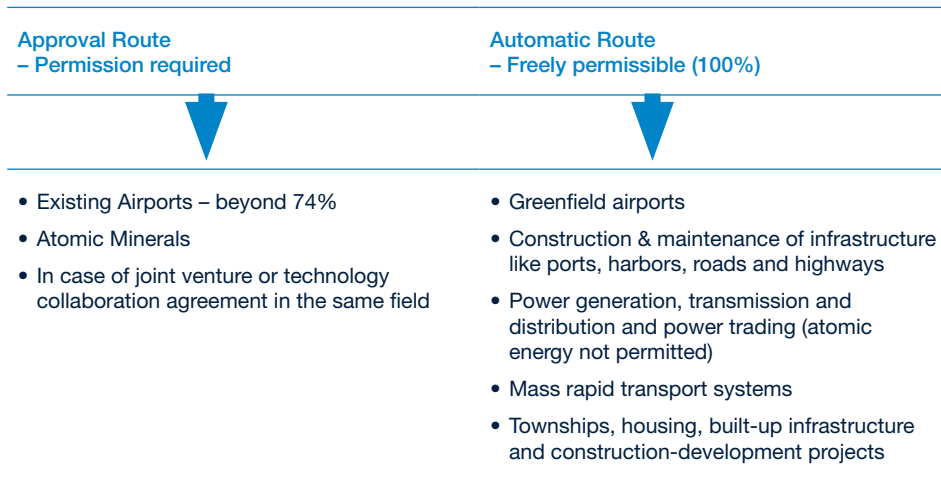 Approval Route
– Permission required
Automatic Route
– Freely permissible (100%)
• Existing Airports – beyond 74%
• Atomic Minerals
• In case of joint venture or technology
collaboration agreement in the same field
• Greenfield airports
• Construction & maintenance of infrastructure
like ports, harbors, roads and highways
• Power generation, transmission and
distribution and power trading (atomic
energy not permitted)
• Mass rapid transport systems
• Townships, housing, built-up infrastructure
and construction-development projects